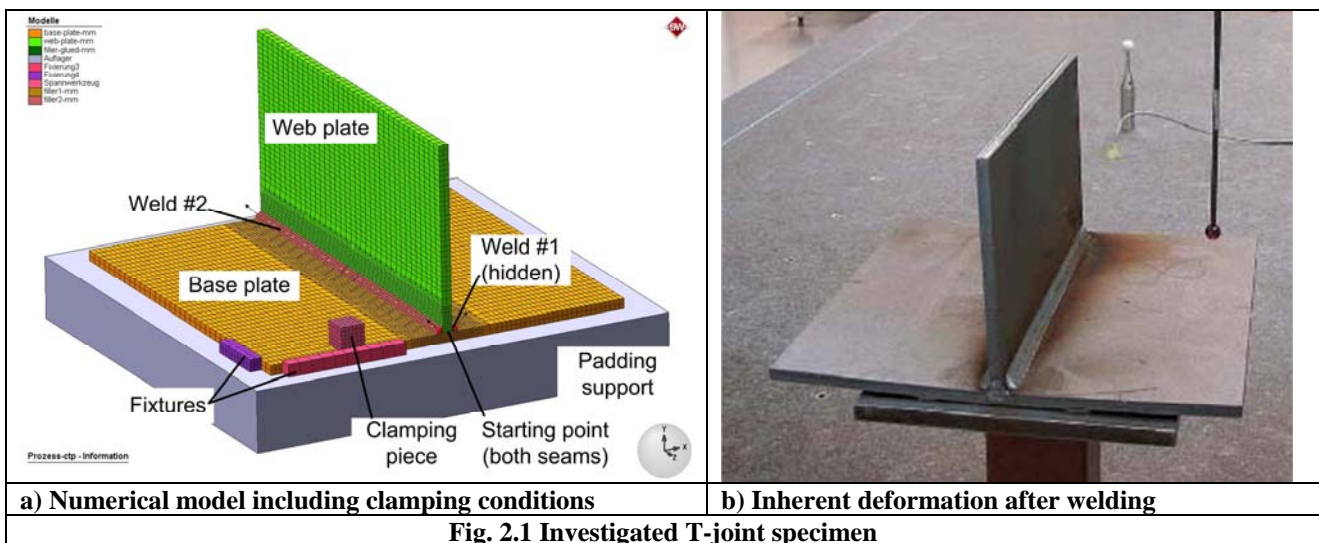 Modelle
base-plate-mm
web-plate-mm
filler-glued-mm
Auflager
Fixierung3
Fixierung4
Spannwerkzeug
filler1-mm
filler2-mm
SW
Web plate
Weld #2
Weld #1
(hidden)
Base plate
Padding
support
Fixtures
Clamping
piece
Starting point
(both seams)
Y
X
Z
Prozess-ctp - Information
a) Numerical model including clamping conditions
b) Inherent deformation after welding
Fig. 2.1 Investigated T-joint specimen